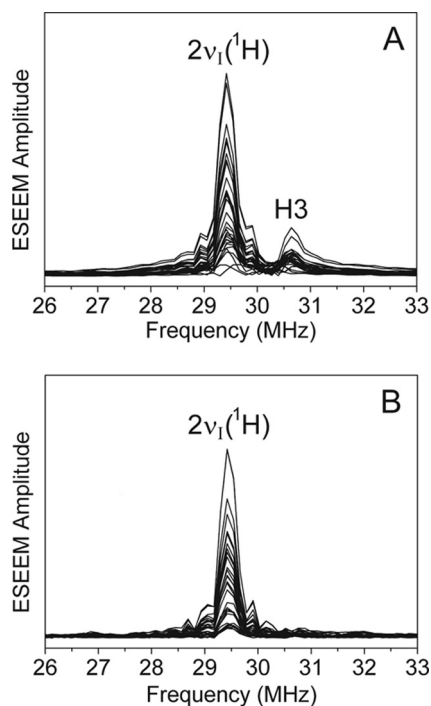 A
2νI(¹H)
H3
ESEEM Amplitude
26 27 28 29 30 31 32 33
Frequency (MHz)
B
2νI(¹H)
ESEEM Amplitude
26 27 28 29 30 31 32 33
Frequency (MHz)